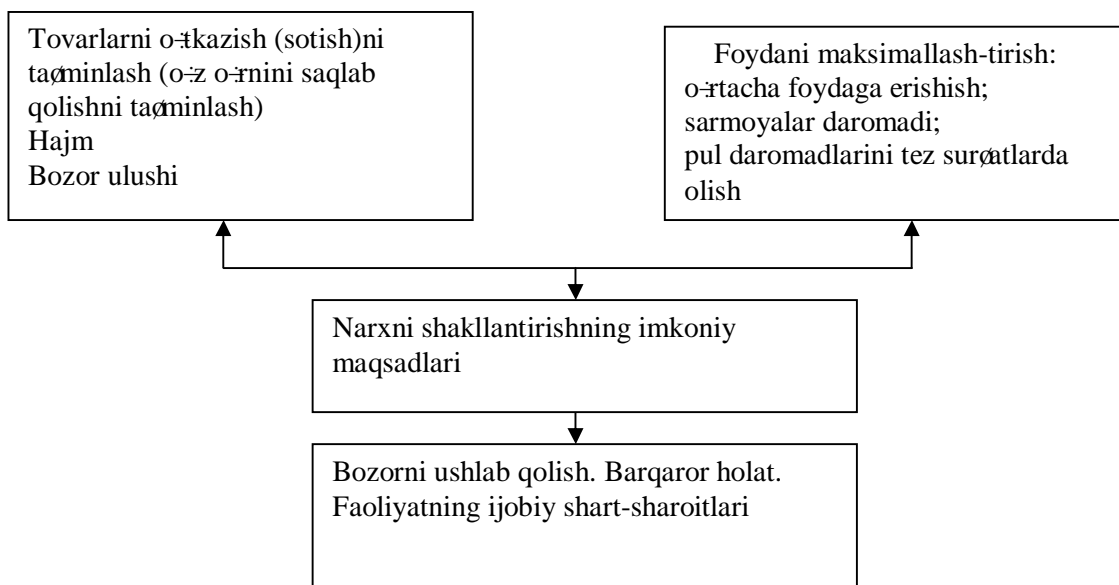 Tovarlarni o÷tkazish (sotish)ni
taøminlash (o÷z o÷rnini saqlab
qolishni taøminlash)
Hajm
Bozor ulushi
Foydani maksimallash-tirish:
o÷rtacha foydaga erishish;
sarmoyalar daromadi;
pul daromadlarini tez surøatlarda
olish
Narxni shakllantirishning imkoniy
maqsadlari
Bozorni ushlab qolish. Barqaror holat.
Faoliyatning ijobiy shart-sharoitlari